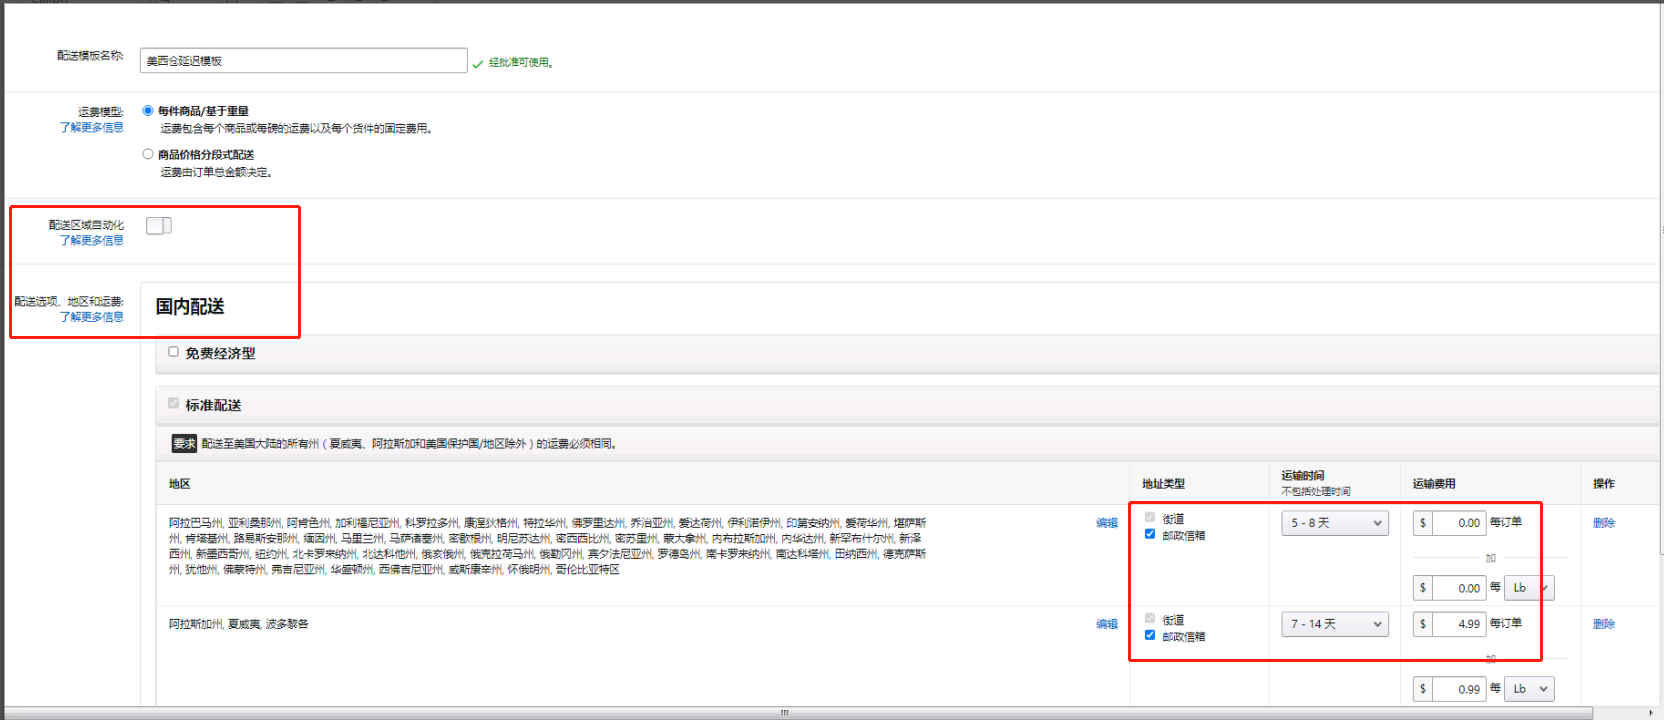 配送模板名称:
美西仓延迟模板
经批准可使用。
运费模型:
了解更多信息
每件商品/基于重量
运费包含每个商品或每磅的运费以及每个货件的固定费用。
商品价格分段式配送
运费由订单总金额决定。
配送区域自动化
了解更多信息
配送选项、地区和运费:
了解更多信息
国内配送
免费经济型
标准配送
要求 配送至美国大陆的所有州（夏威夷、阿拉斯加和美国保护国/地区除外）的运费必须相同。
地区
地址类型
运输时间
不包括处理时间
运输费用
操作
阿拉巴马州, 亚利桑那州, 阿肯色州, 加利福尼亚州, 科罗拉多州, 康涅狄格州, 特拉华州, 佛罗里达州, 乔治亚州, 爱达荷州, 伊利诺伊州, 印第安纳州, 爱荷华州, 堪萨斯
州, 肯塔基州, 路易斯安那州, 缅因州, 马里兰州, 马萨诸塞州, 密歇根州, 明尼苏达州, 密西西比州, 密苏里州, 蒙大拿州, 内布拉斯加州, 内华达州, 新罕布什尔州, 新泽
西州, 新墨西哥州, 纽约州, 北卡罗来纳州, 北达科他州, 俄亥俄州, 俄克拉荷马州, 俄勒冈州, 宾夕法尼亚州, 罗德岛州, 南卡罗来纳州, 南达科塔州, 田纳西州, 德克萨斯
州, 犹他州, 佛蒙特州, 弗吉尼亚州, 华盛顿州, 西佛吉尼亚州, 威斯康辛州, 怀俄明州, 哥伦比亚特区
编辑
街道
邮政信箱
5 - 8 天
$ 0.00 每订单
加
$ 0.00 每 Lb
删除
阿拉斯加州, 夏威夷, 波多黎各
编辑
街道
邮政信箱
7 - 14 天
$ 4.99 每订单
加
$ 0.99 每 Lb
删除